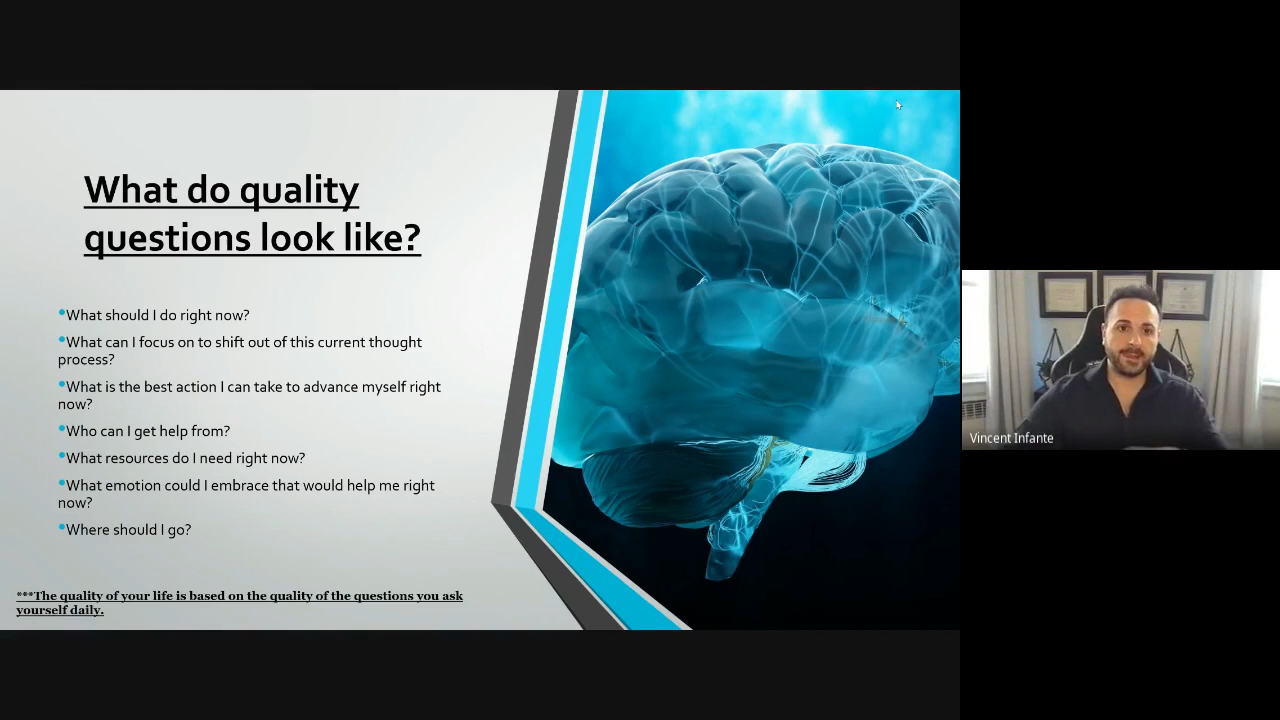 What do quality
questions look like?
•What should I do right now?
•What can I focus on to shift out of this current thought
process?
•What is the best action I can take to advance myself right
now?
•Who can I get help from?
•What resources do I need right now?
•What emotion could I embrace that would help me right
now?
•Where should I go?
***The quality of your life is based on the quality of the questions you ask
yourself daily.
Vincent Infante